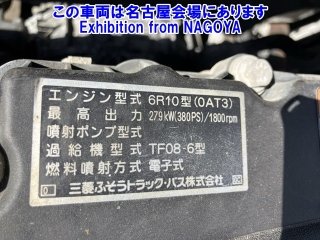 この車両は名古屋会場にあります
Exhibition from NAGOYA
エンジン型式 6R10型(0AT3)
最高出力 279kW(380PS)/1800rpm
噴射ポンプ型式
過給機型式 TF08-6型
燃料噴射方式 電子式
三菱ふそうトラック・バス株式会社